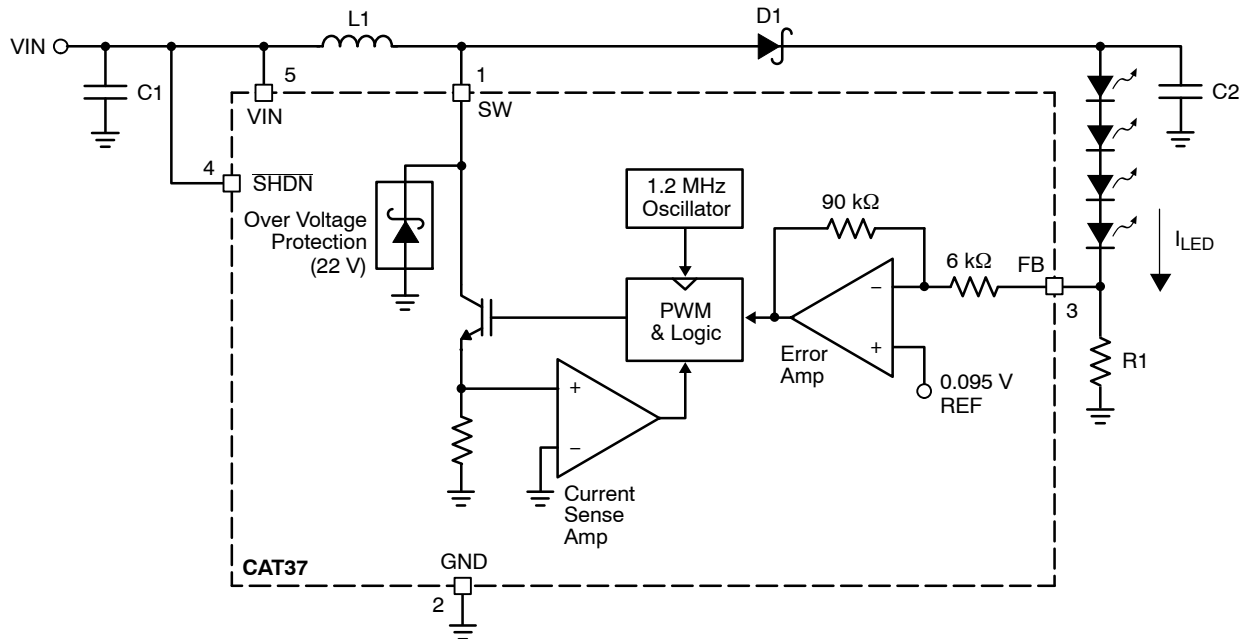 L1
D1
VIN
C1
5
1
VIN
SW
C2
4
SHDN
1.2 MHz
Oscillator
90 kΩ
Over Voltage
Protection
(22 V)
6 kΩ
FB
I_LED
3
−
PWM
& Logic
+
Error
Amp
R1
0.095 V
REF
+
−
Current
Sense
Amp
GND
CAT37
2